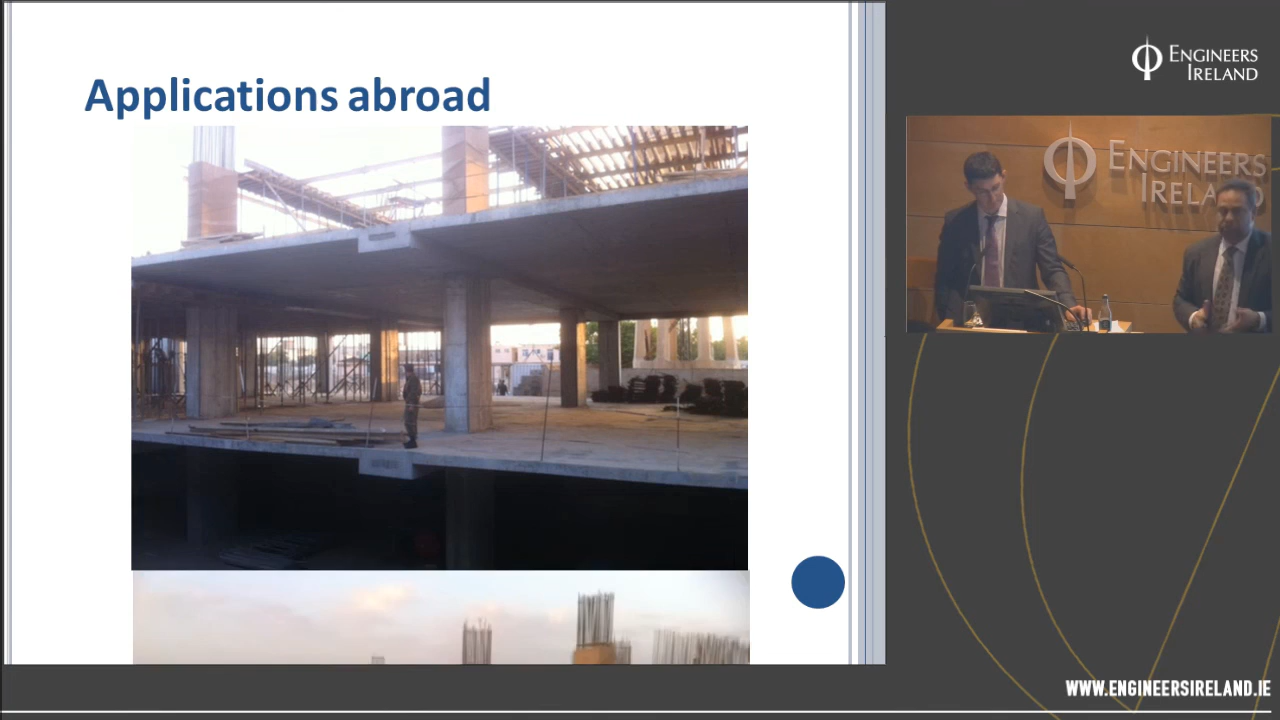 Applications abroad
ENGINEERS
IRELAND
ENGINEERS
IRELAND
WWW.ENGINEERSIRELAND.IE